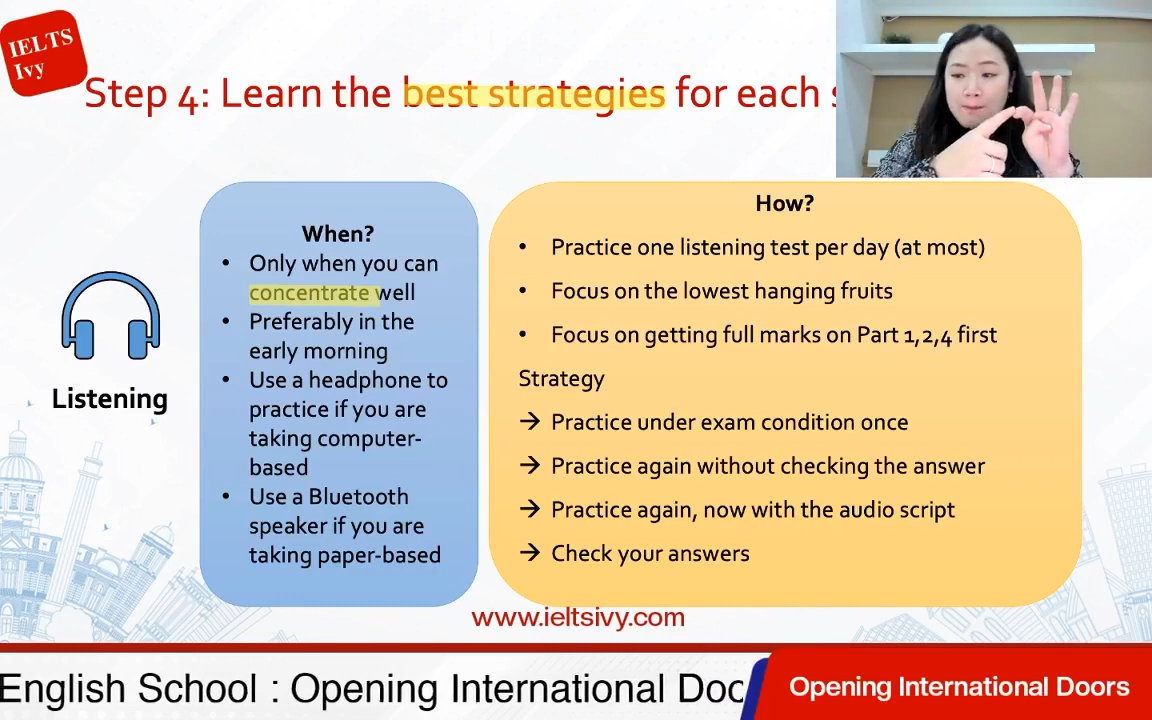 IELTS
Ivy
Step 4: Learn the best strategies for each
When?
• Only when you can
concentrate well
• Preferably in the
early morning
• Use a headphone to
practice if you are
taking computer-
based
• Use a Bluetooth
speaker if you are
taking paper-based
How?
• Practice one listening test per day (at most)
• Focus on the lowest hanging fruits
• Focus on getting full marks on Part 1,2,4 first
Strategy
→ Practice under exam condition once
→ Practice again without checking the answer
→ Practice again, now with the audio script
→ Check your answers
Listening
www.ieltsivy.com
English School : Opening International Doo
Opening International Doors